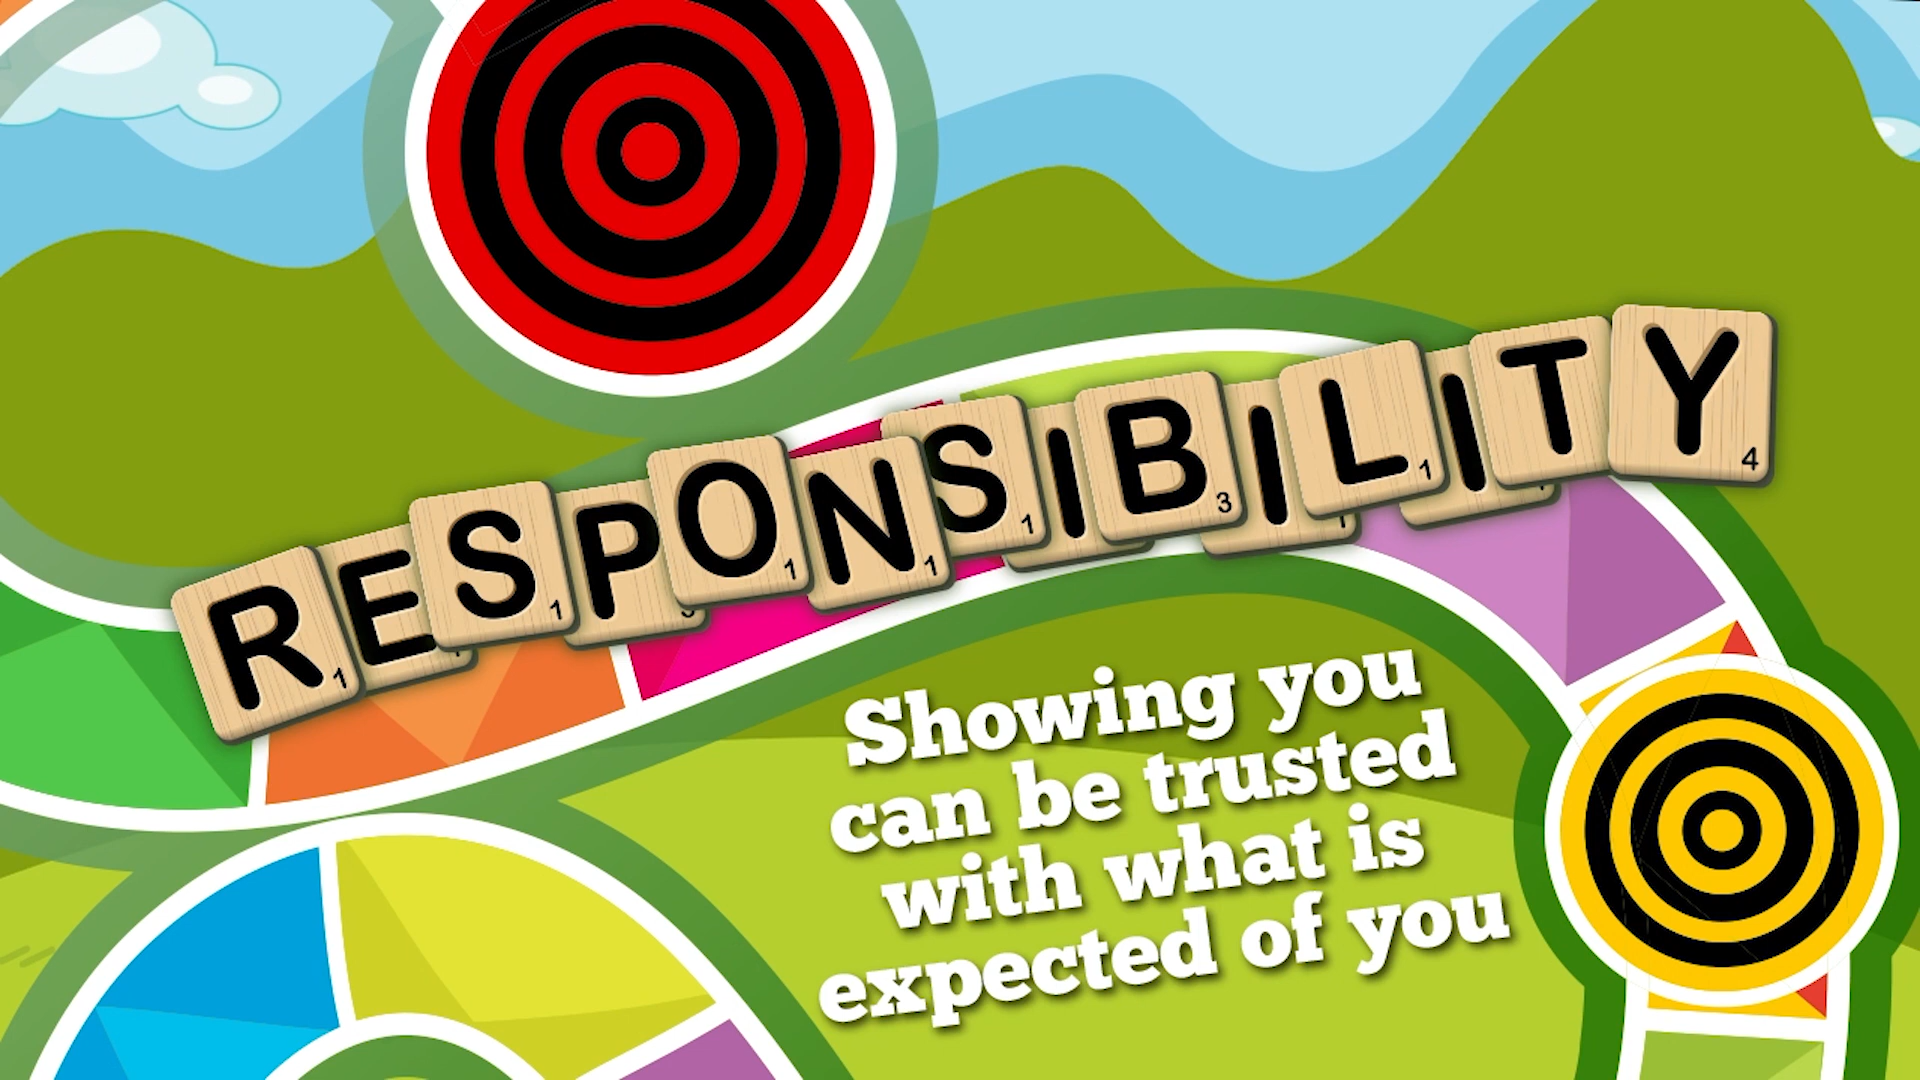 RESPONSIBILITY
Showing you
can be trusted
with what is
expected of you